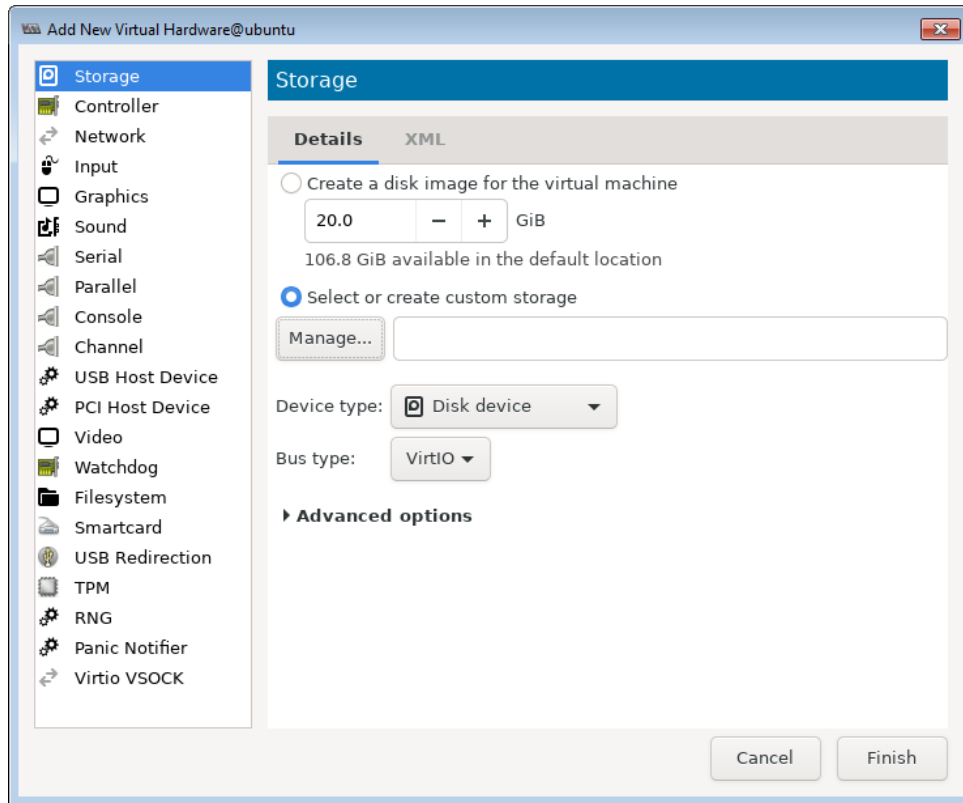 Add New Virtual Hardware@ubuntu
Storage
Controller
Network
Input
Graphics
Sound
Serial
Parallel
Console
Channel
USB Host Device
PCI Host Device
Video
Watchdog
Filesystem
Smartcard
USB Redirection
TPM
RNG
Panic Notifier
Virtio VSOCK
Storage
Details XML
Create a disk image for the virtual machine
20.0 − + GiB
106.8 GiB available in the default location
Select or create custom storage
Manage...
Device type: Disk device
Bus type: VirtIO
Advanced options
Cancel Finish